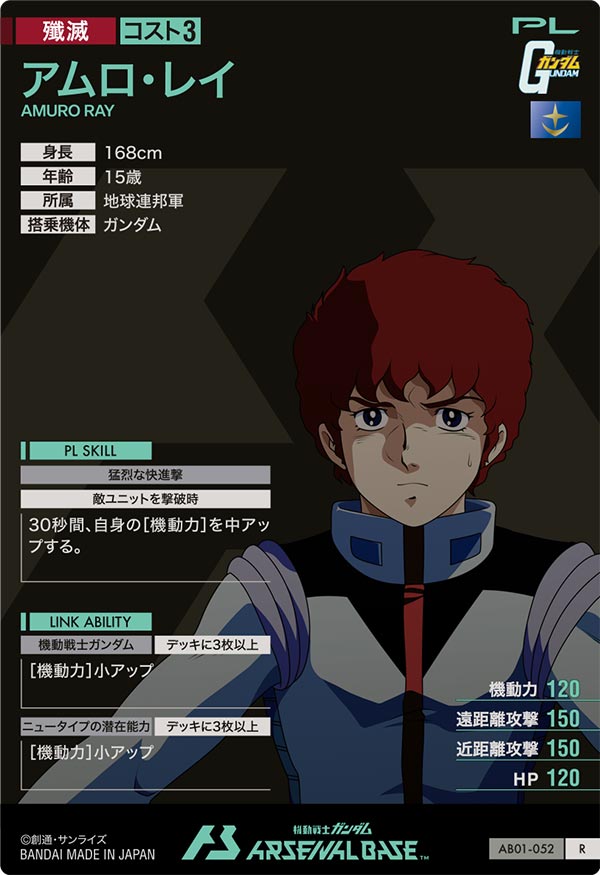 殲滅 コスト3
PL
機動戦士
ガンダム
GUNDAM
アムロ・レイ
AMURO RAY
身長 168cm
年齢 15歳
所属 地球連邦軍
搭乗機体 ガンダム
PL SKILL
猛烈な快進撃
敵ユニットを撃破時
30秒間、自身の[機動力]を中アッ
プする。
LINK ABILITY
機動戦士ガンダム デッキに3枚以上
[機動力]小アップ
ニュータイプの潜在能力 デッキに3枚以上
[機動力]小アップ
機動力 120
遠距離攻撃 150
近距離攻撃 150
HP 120
©創通・サンライズ
BANDAI MADE IN JAPAN
機動戦士ガンダム
AB ARSENAL BASE™
AB01-052 R